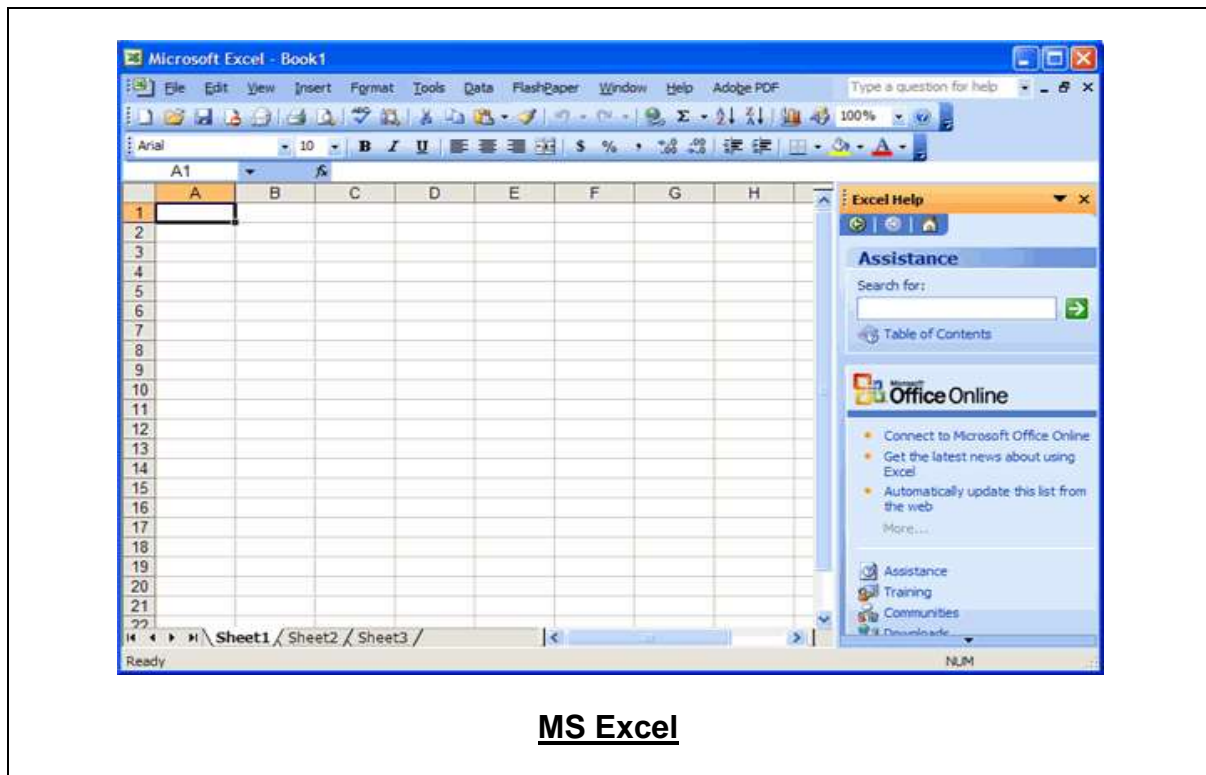 Microsoft Excel - Book1
File Edit View Insert Format Tools Data FlashPaper Window Help Adobe PDF Type a question for help
100%
Arial 10 B I U $ % ,
A1 fx
A B C D E F G H
1
2
3
4
5
6
7
8
9
10
11
12
13
14
15
16
17
18
19
20
21
22
Sheet1 Sheet2 Sheet3
Ready NUM
Excel Help
Assistance
Search for:
Table of Contents
Microsoft
Office Online
Connect to Microsoft Office Online
Get the latest news about using
Excel
Automatically update this list from
the web
More...
Assistance
Training
Communities
Downloads
MS Excel